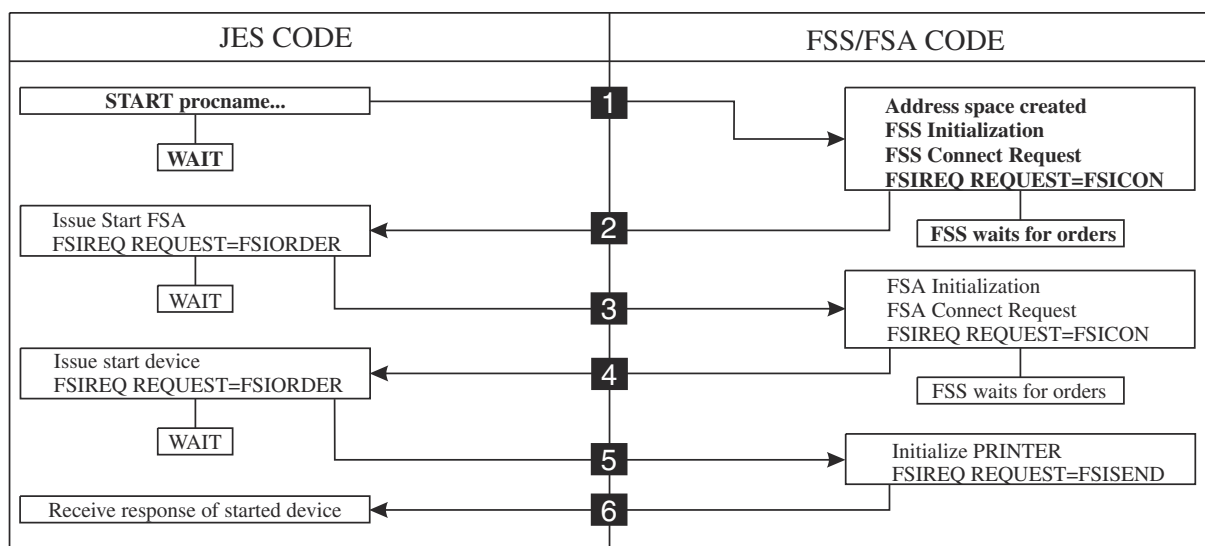 JES CODE
FSS/FSA CODE
START procname...
1
Address space created
FSS Initialization
FSS Connect Request
FSIREQ REQUEST=FSICON
WAIT
Issue Start FSA
FSIREQ REQUEST=FSIORDER
2
FSS waits for orders
WAIT
3
FSA Initialization
FSA Connect Request
FSIREQ REQUEST=FSICON
Issue start device
FSIREQ REQUEST=FSIORDER
4
FSS waits for orders
WAIT
5
Initialize PRINTER
FSIREQ REQUEST=FSISEND
Receive response of started device
6